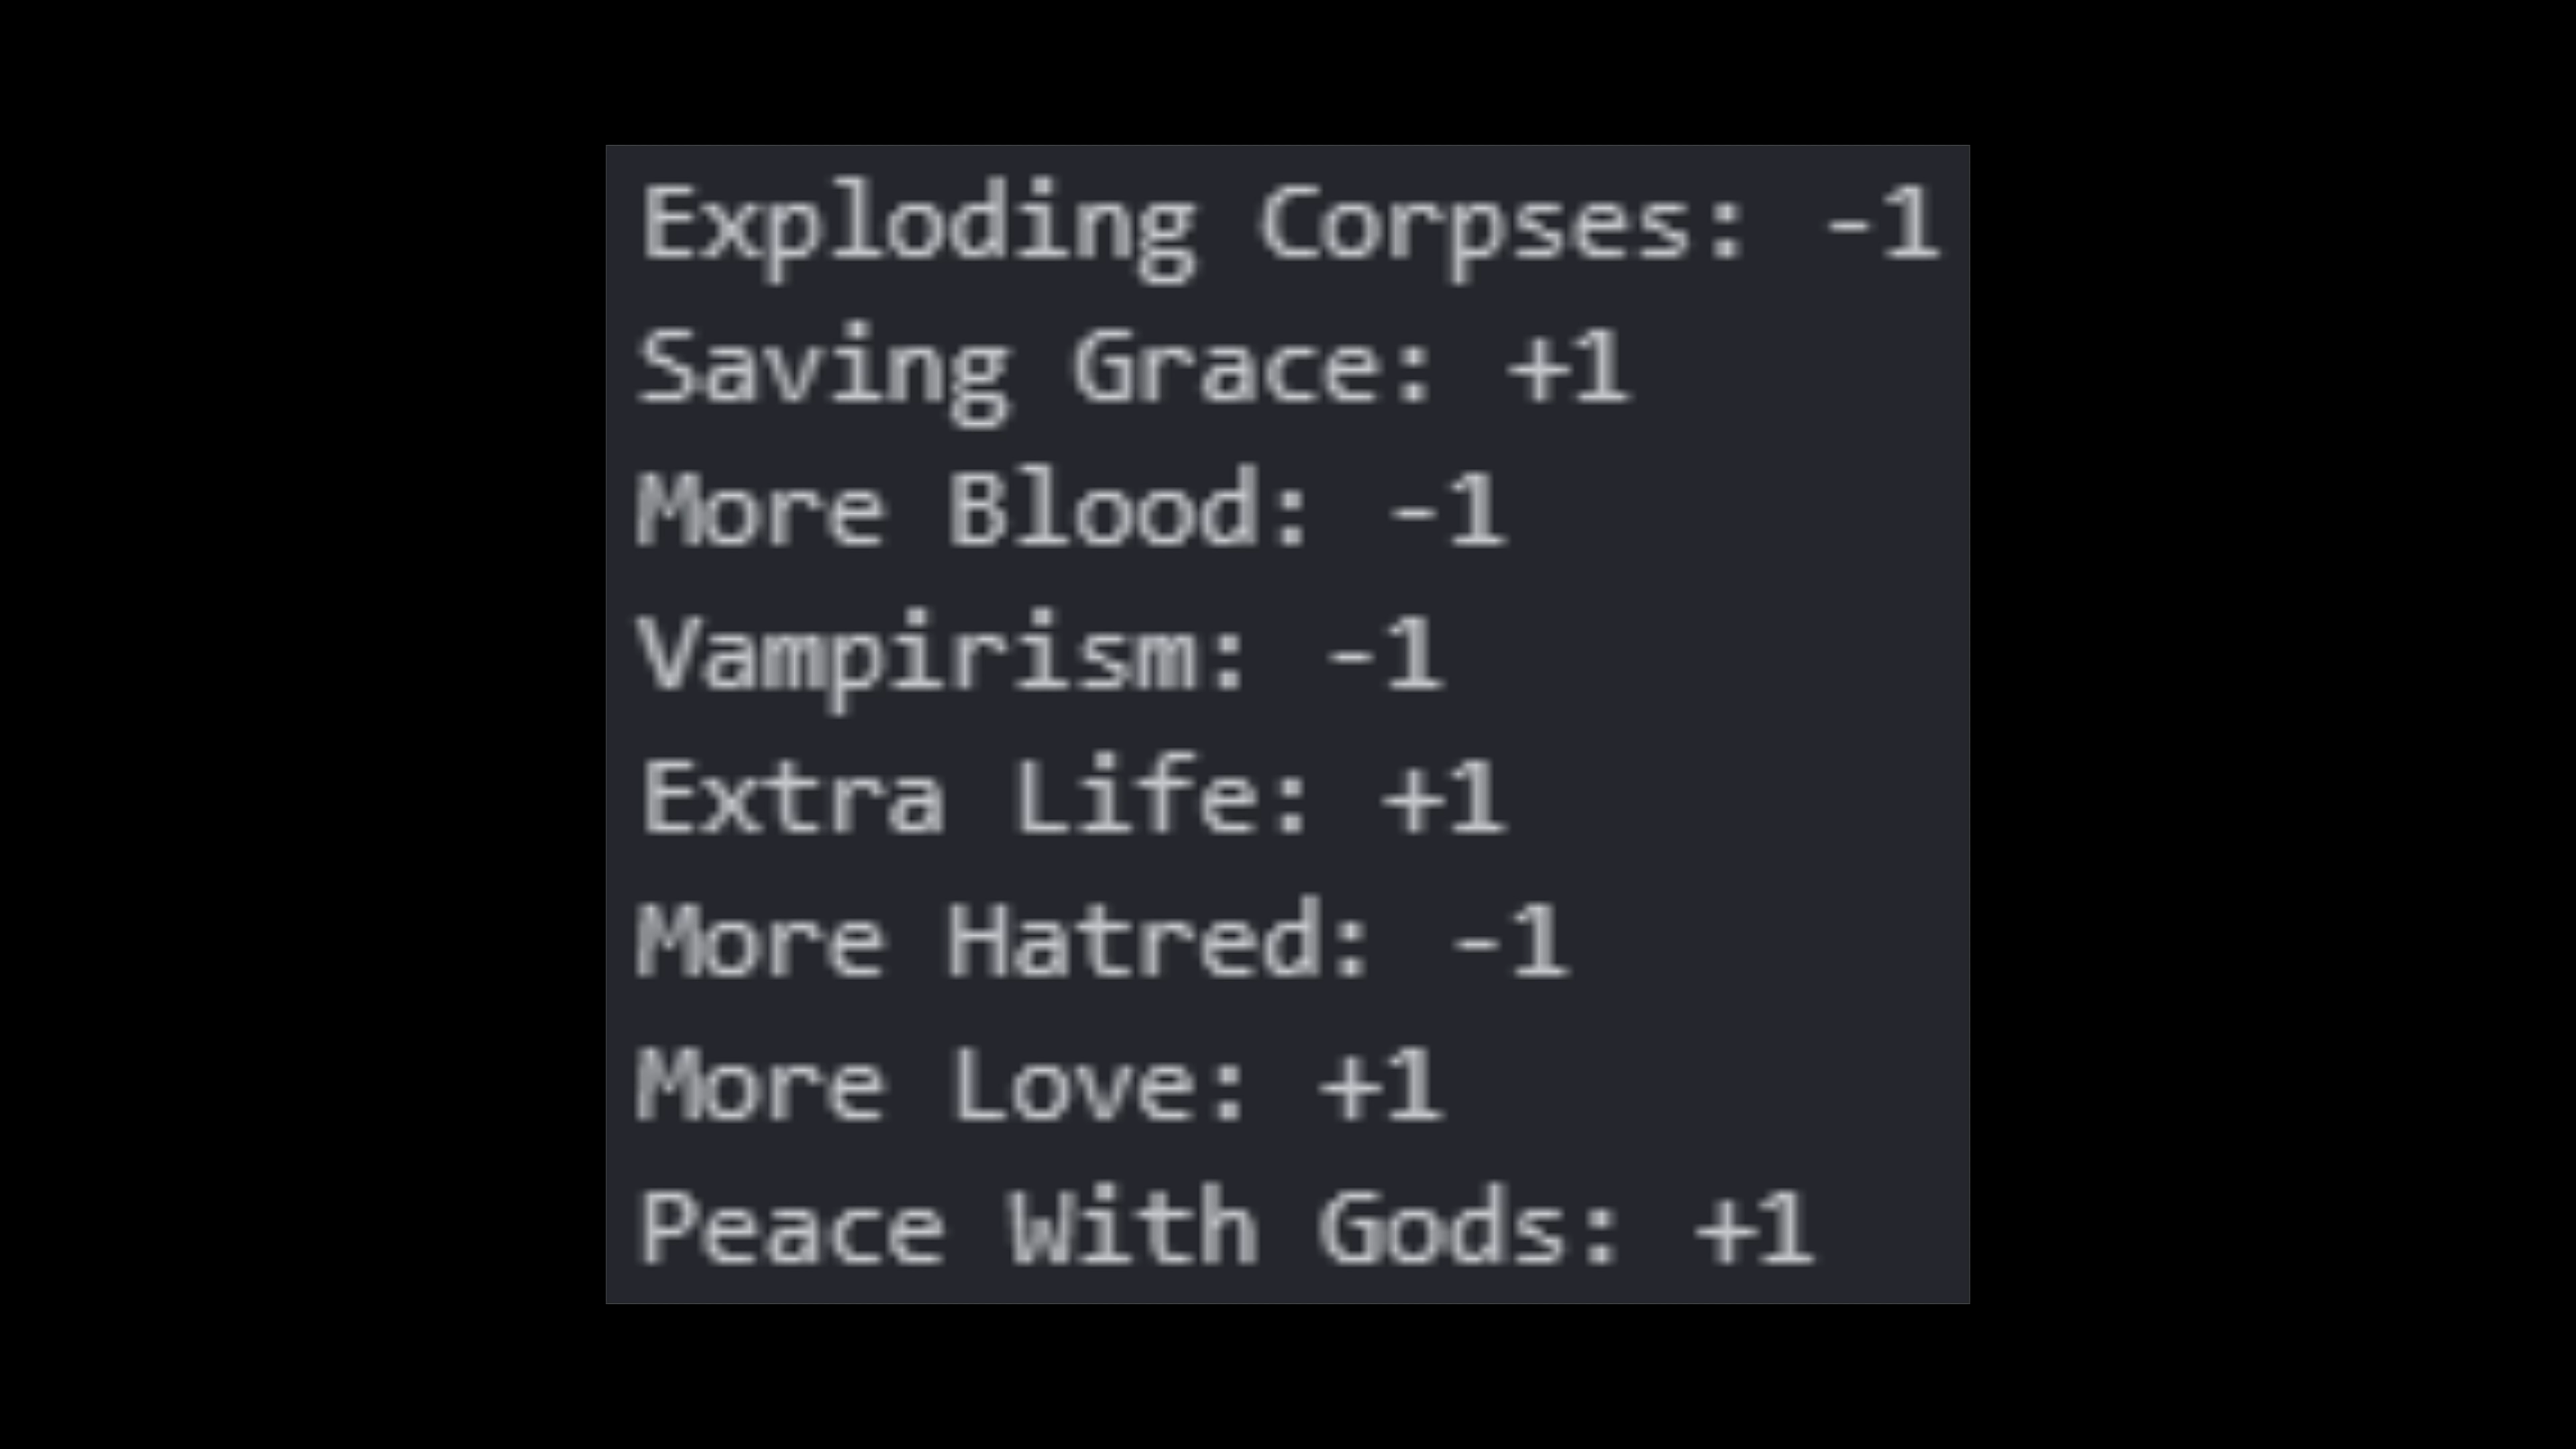 Exploding Corpses: -1
Saving Grace: +1
More Blood: -1
Vampirism: -1
Extra Life: +1
More Hatred: -1
More Love: +1
Peace With Gods: +1